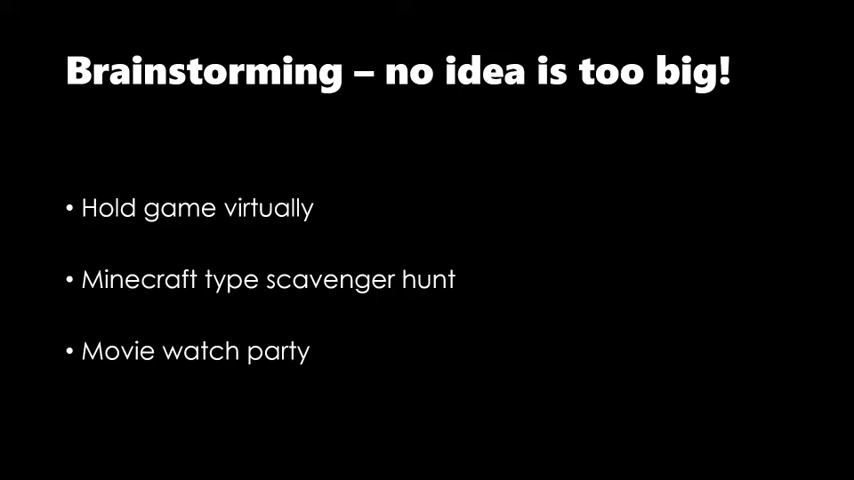 Brainstorming – no idea is too big!
• Hold game virtually
• Minecraft type scavenger hunt
• Movie watch party